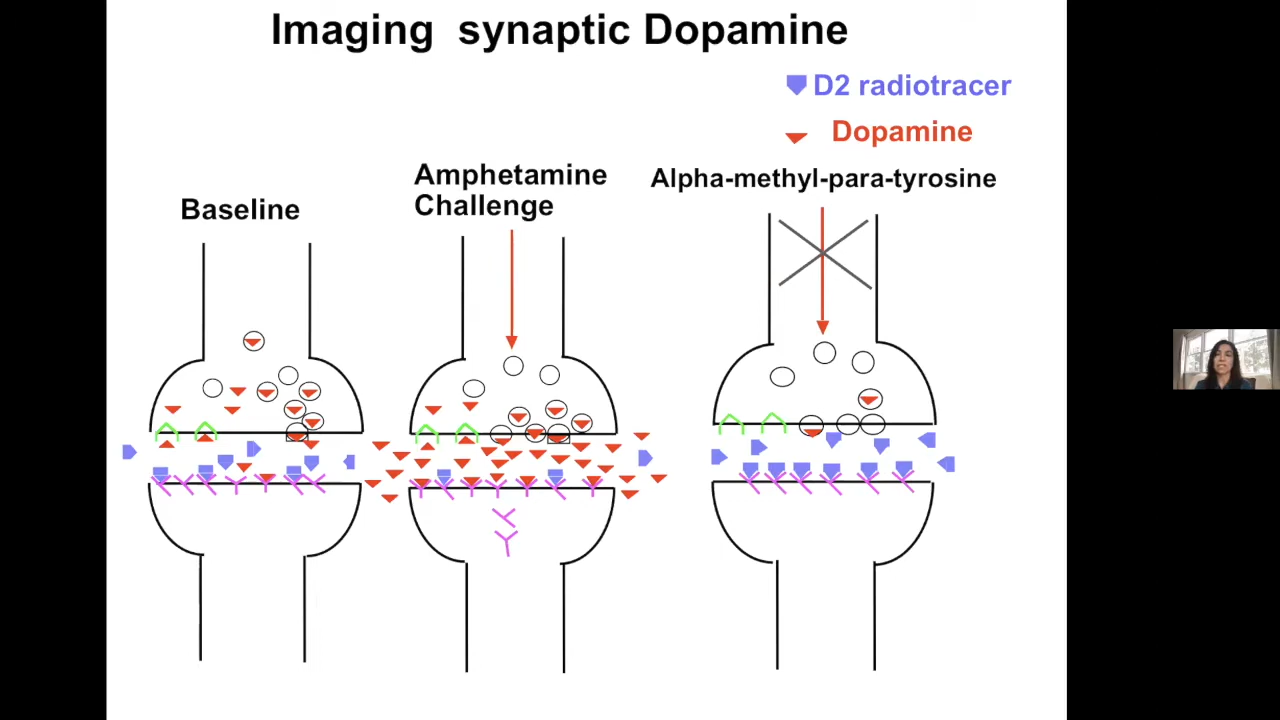 Imaging synaptic Dopamine
D2 radiotracer
Dopamine
Baseline
Amphetamine
Challenge
Alpha-methyl-para-tyrosine